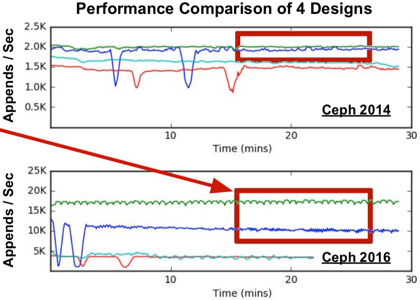 Performance Comparison of 4 Designs
Appends / Sec
2.5K
2.0K
1.5K
1.0K
0.5K
Ceph 2014
10
20
30
Time (mins)
Appends / Sec
25K
20K
15K
10K
5K
Ceph 2016
10
20
30
Time (mins)